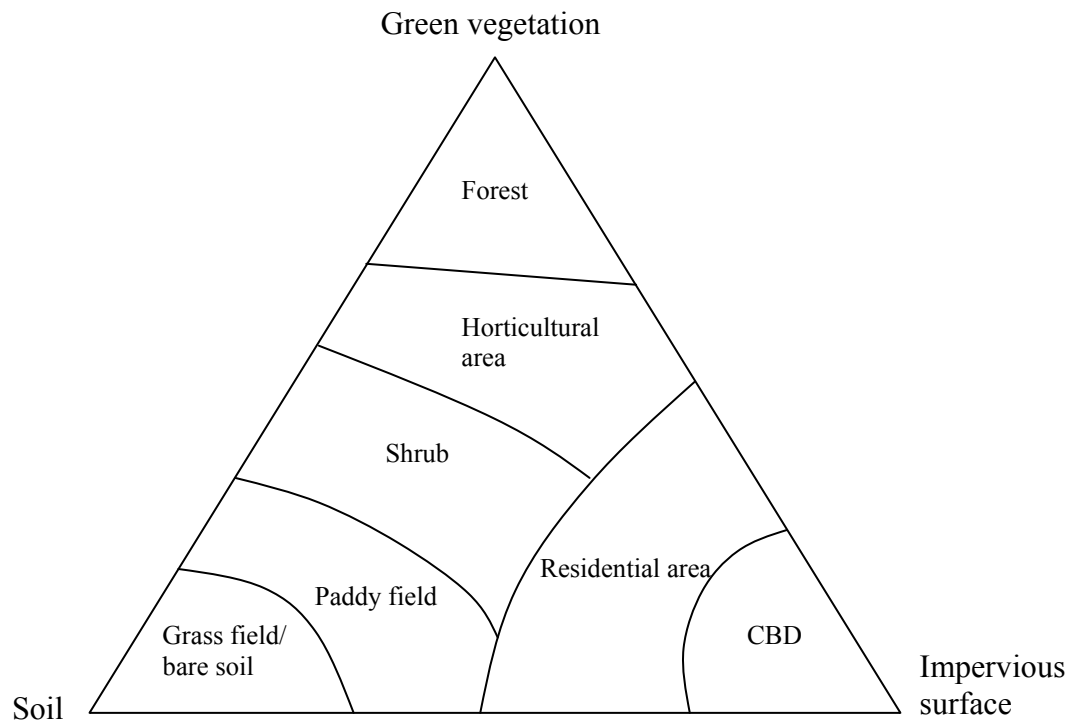 Green vegetation
Forest
Horticultural
area
Shrub
Residential area
Paddy field
Grass field/
bare soil
CBD
Soil
Impervious
surface